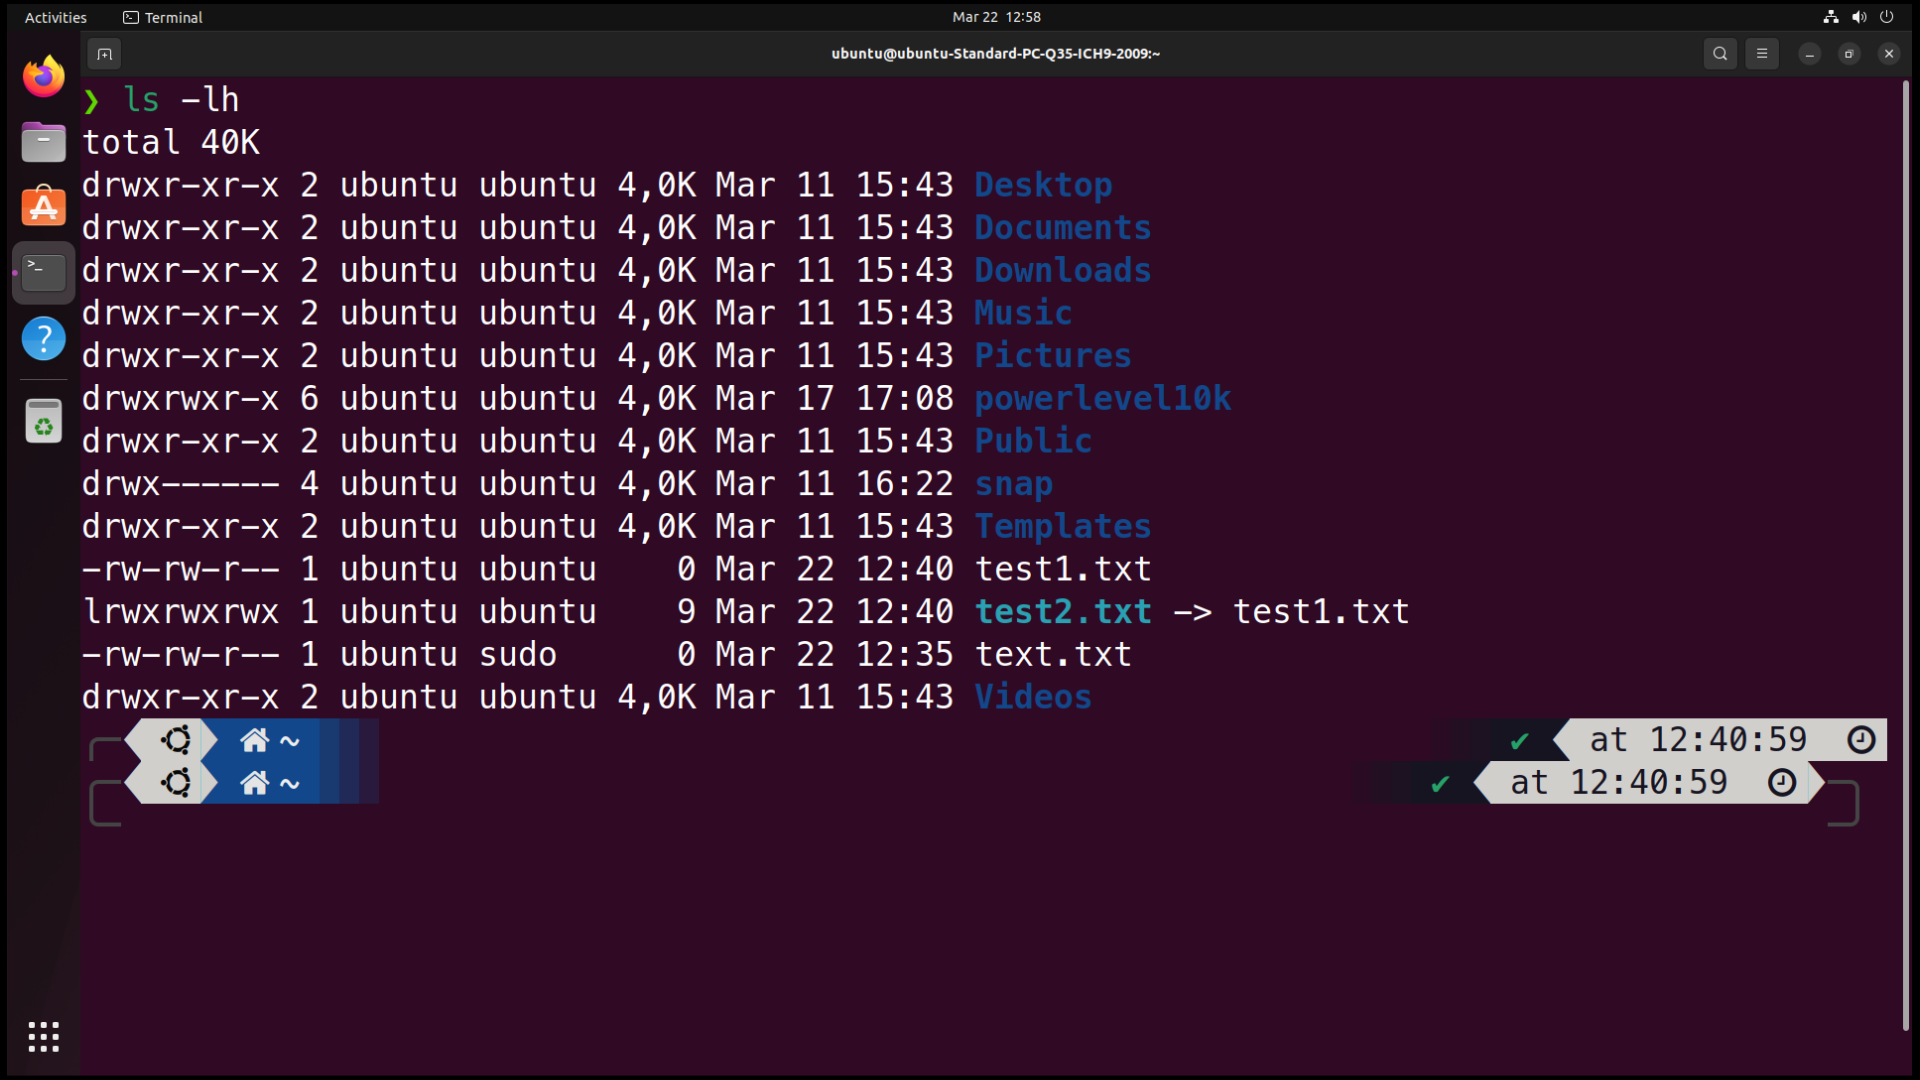 Activities Terminal Mar 22 12:58
ubuntu@ubuntu-Standard-PC-Q35-ICH9-2009:~
❯ ls -lh
total 40K
drwxr-xr-x 2 ubuntu ubuntu 4,0K Mar 11 15:43 Desktop
drwxr-xr-x 2 ubuntu ubuntu 4,0K Mar 11 15:43 Documents
drwxr-xr-x 2 ubuntu ubuntu 4,0K Mar 11 15:43 Downloads
drwxr-xr-x 2 ubuntu ubuntu 4,0K Mar 11 15:43 Music
drwxr-xr-x 2 ubuntu ubuntu 4,0K Mar 11 15:43 Pictures
drwxrwxr-x 6 ubuntu ubuntu 4,0K Mar 17 17:08 powerlevel10k
drwxr-xr-x 2 ubuntu ubuntu 4,0K Mar 11 15:43 Public
drwx------ 4 ubuntu ubuntu 4,0K Mar 11 16:22 snap
drwxr-xr-x 2 ubuntu ubuntu 4,0K Mar 11 15:43 Templates
-rw-rw-r-- 1 ubuntu ubuntu    0 Mar 22 12:40 test1.txt
lrwxrwxrwx 1 ubuntu ubuntu    9 Mar 22 12:40 test2.txt -> test1.txt
-rw-rw-r-- 1 ubuntu sudo      0 Mar 22 12:35 text.txt
drwxr-xr-x 2 ubuntu ubuntu 4,0K Mar 11 15:43 Videos
~ ✔ at 12:40:59
~ ✔ at 12:40:59